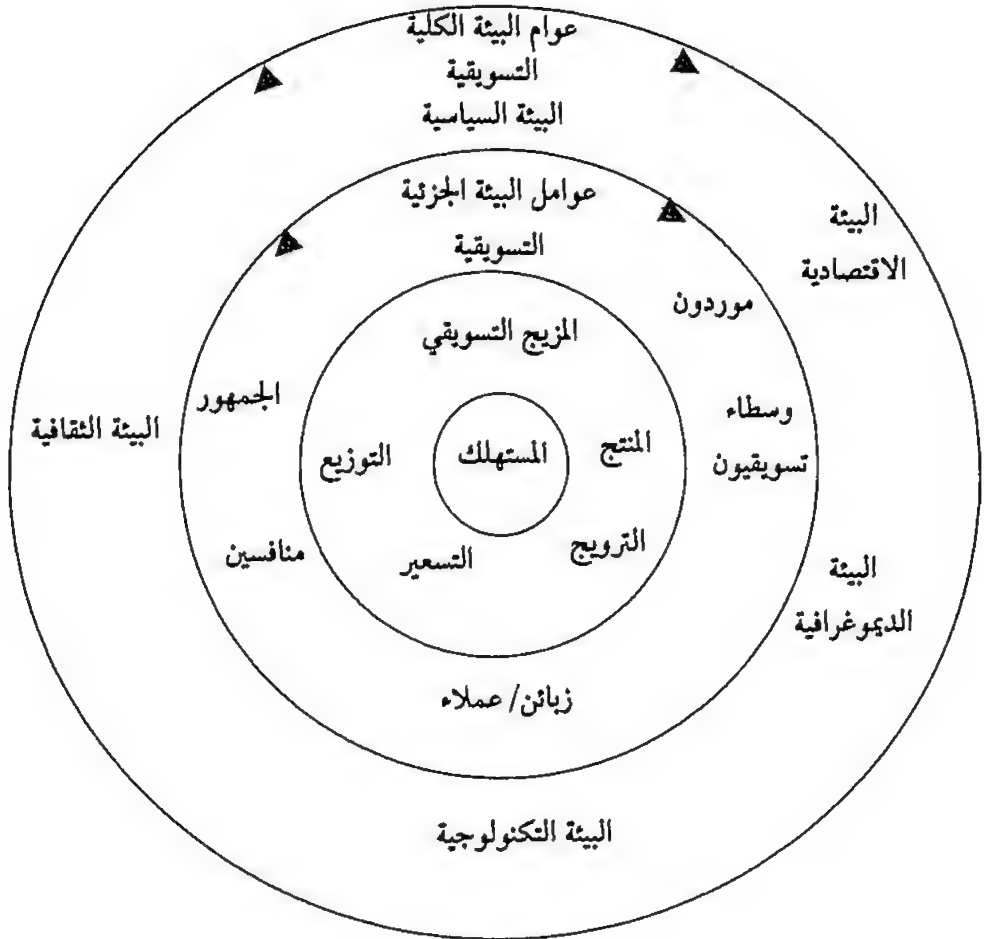 عوام البيئة الكلية
التسويقية
البيئة السياسية
عوامل البيئة الجزئية
التسويقية
البيئة
الاقتصادية
موردون
المزيج التسويقي
الجمهور
وسطاء
تسويقيون
البيئة الثقافية
المنتج
المستهلك
التوزيع
الترويج
التسعير
منافسين
البيئة
الديموغرافية
زبائن/ عملاء
البيئة التكنولوجية